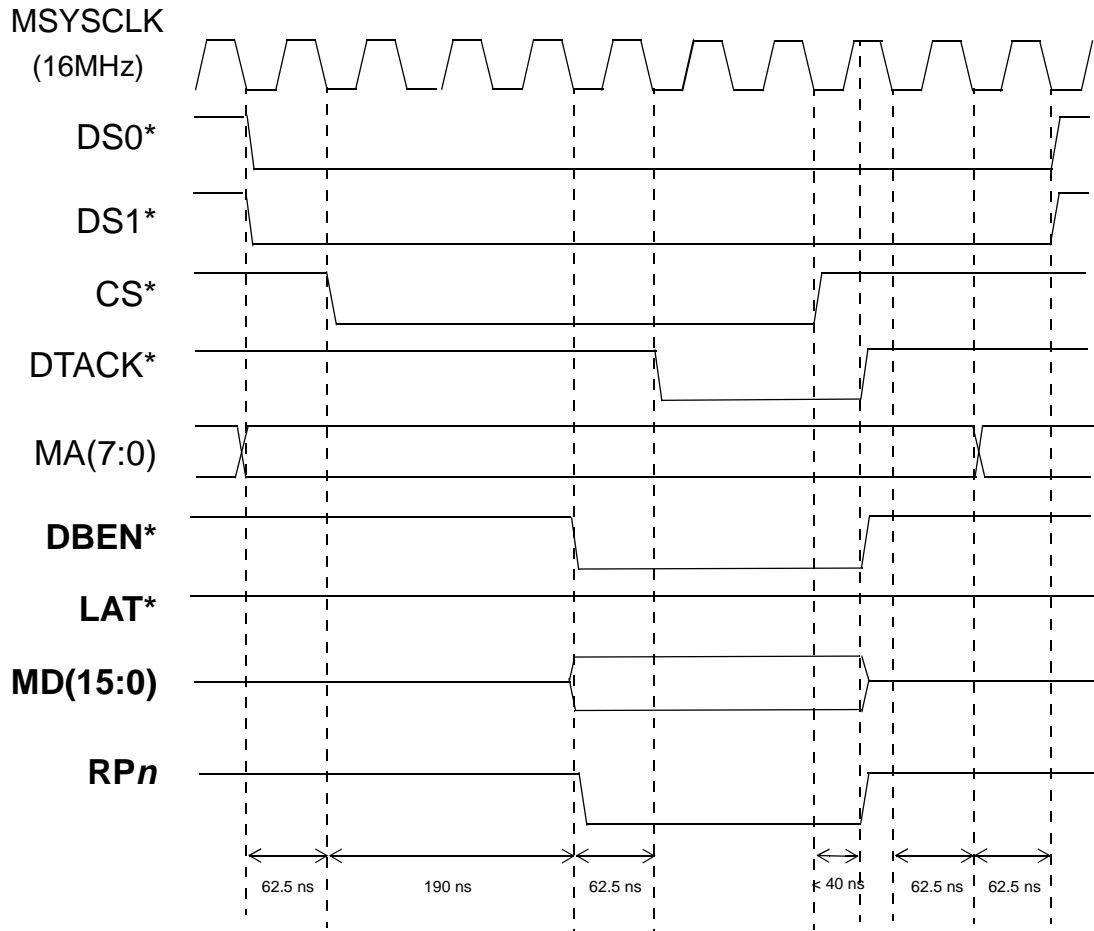 MSYSCLK
(16MHz)
DS0*
DS1*
CS*
DTACK*
MA(7:0)
DBEN*
LAT*
MD(15:0)
RPn
62.5 ns 190 ns 62.5 ns < 40 ns 62.5 ns 62.5 ns